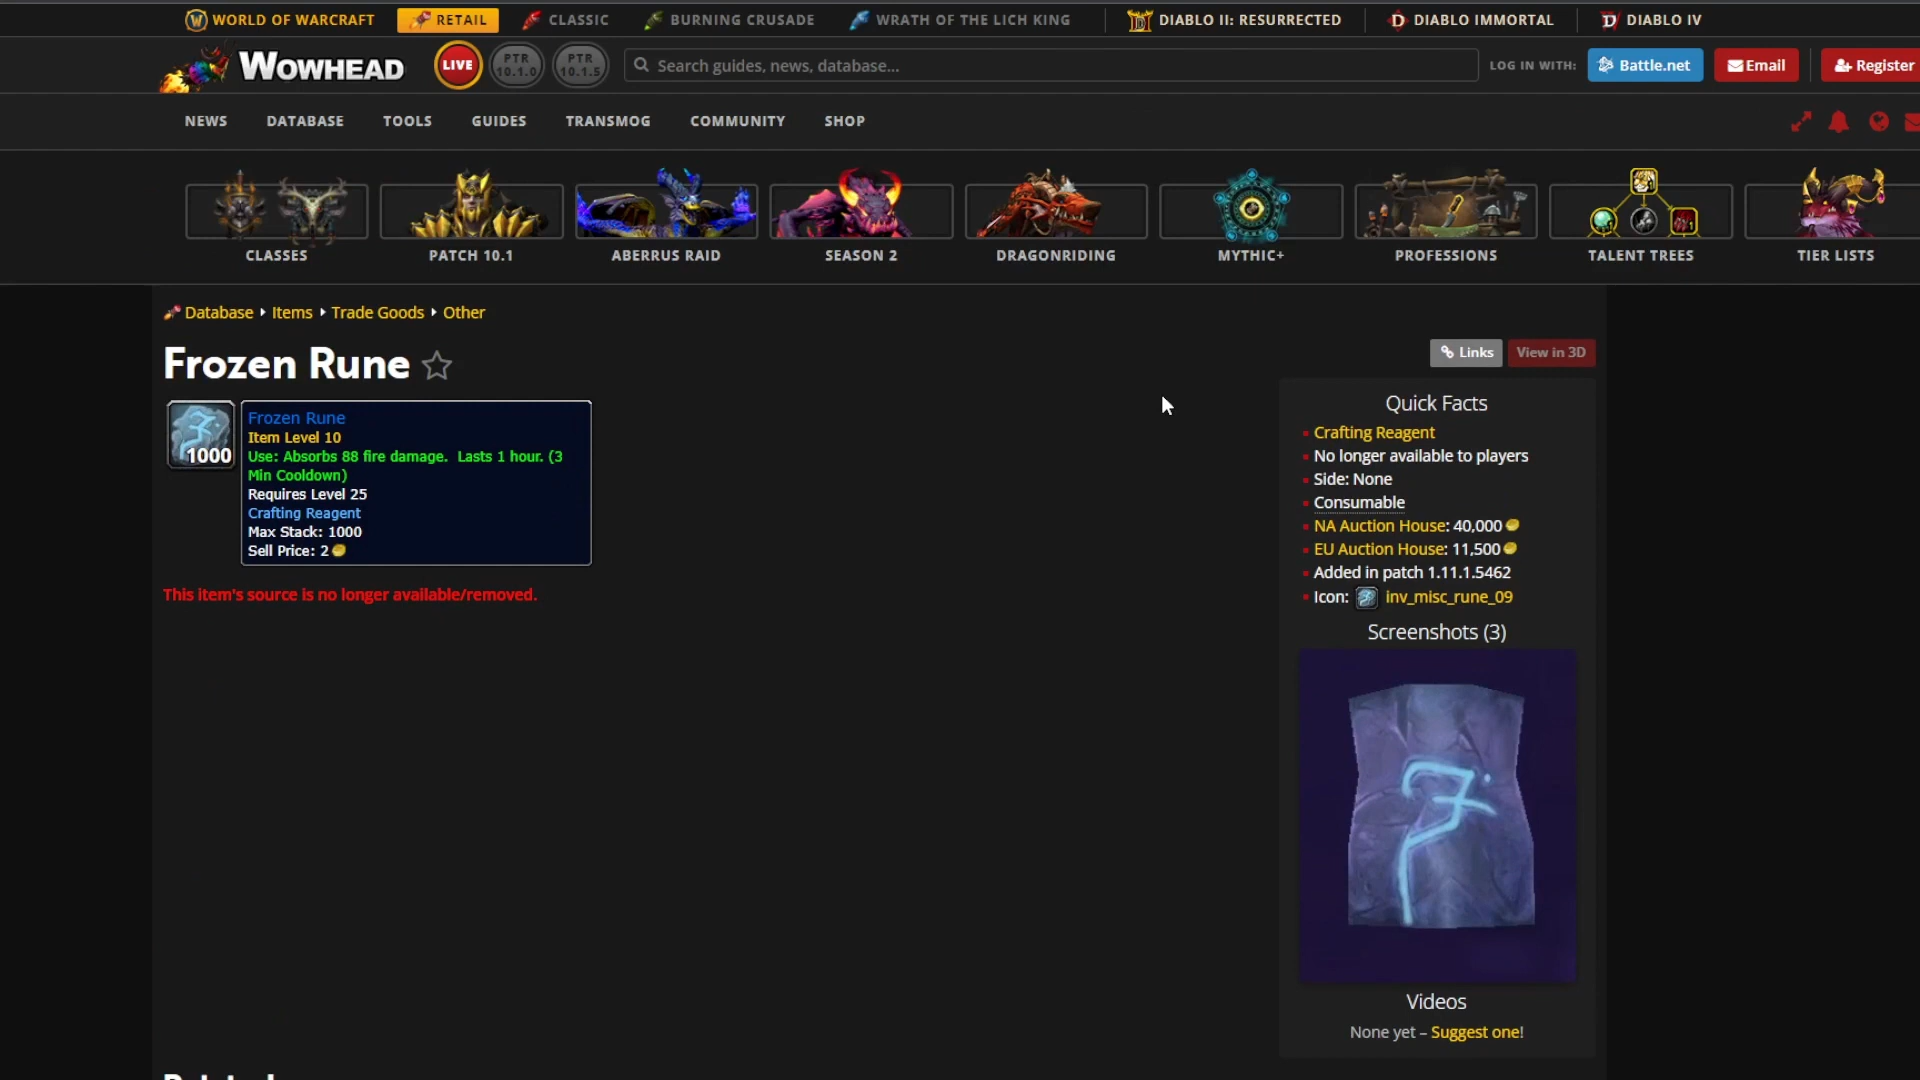 WORLD OF WARCRAFT RETAIL CLASSIC BURNING CRUSADE WRATH OF THE LICH KING DIABLO II: RESURRECTED DIABLO IMMORTAL DIABLO IV
WOWHEAD LIVE PTR 10.1.0 PTR 10.1.5 Search guides, news, database... LOG IN WITH: Battle.net Email Register
NEWS DATABASE TOOLS GUIDES TRANSMOG COMMUNITY SHOP
CLASSES PATCH 10.1 ABERRUS RAID SEASON 2 DRAGONRIDING MYTHIC+ PROFESSIONS TALENT TREES TIER LISTS
Database Items Trade Goods Other
Frozen Rune
Links View in 3D
1000
Frozen Rune
Item Level 10
Use: Absorbs 88 fire damage. Lasts 1 hour. (3
Min Cooldown)
Requires Level 25
Crafting Reagent
Max Stack: 1000
Sell Price: 2
This item's source is no longer available/removed.
Quick Facts
Crafting Reagent
No longer available to players
Side: None
Consumable
NA Auction House: 40,000
EU Auction House: 11,500
Added in patch 1.11.1.5462
Icon: inv_misc_rune_09
Screenshots (3)
Videos
None yet – Suggest one!